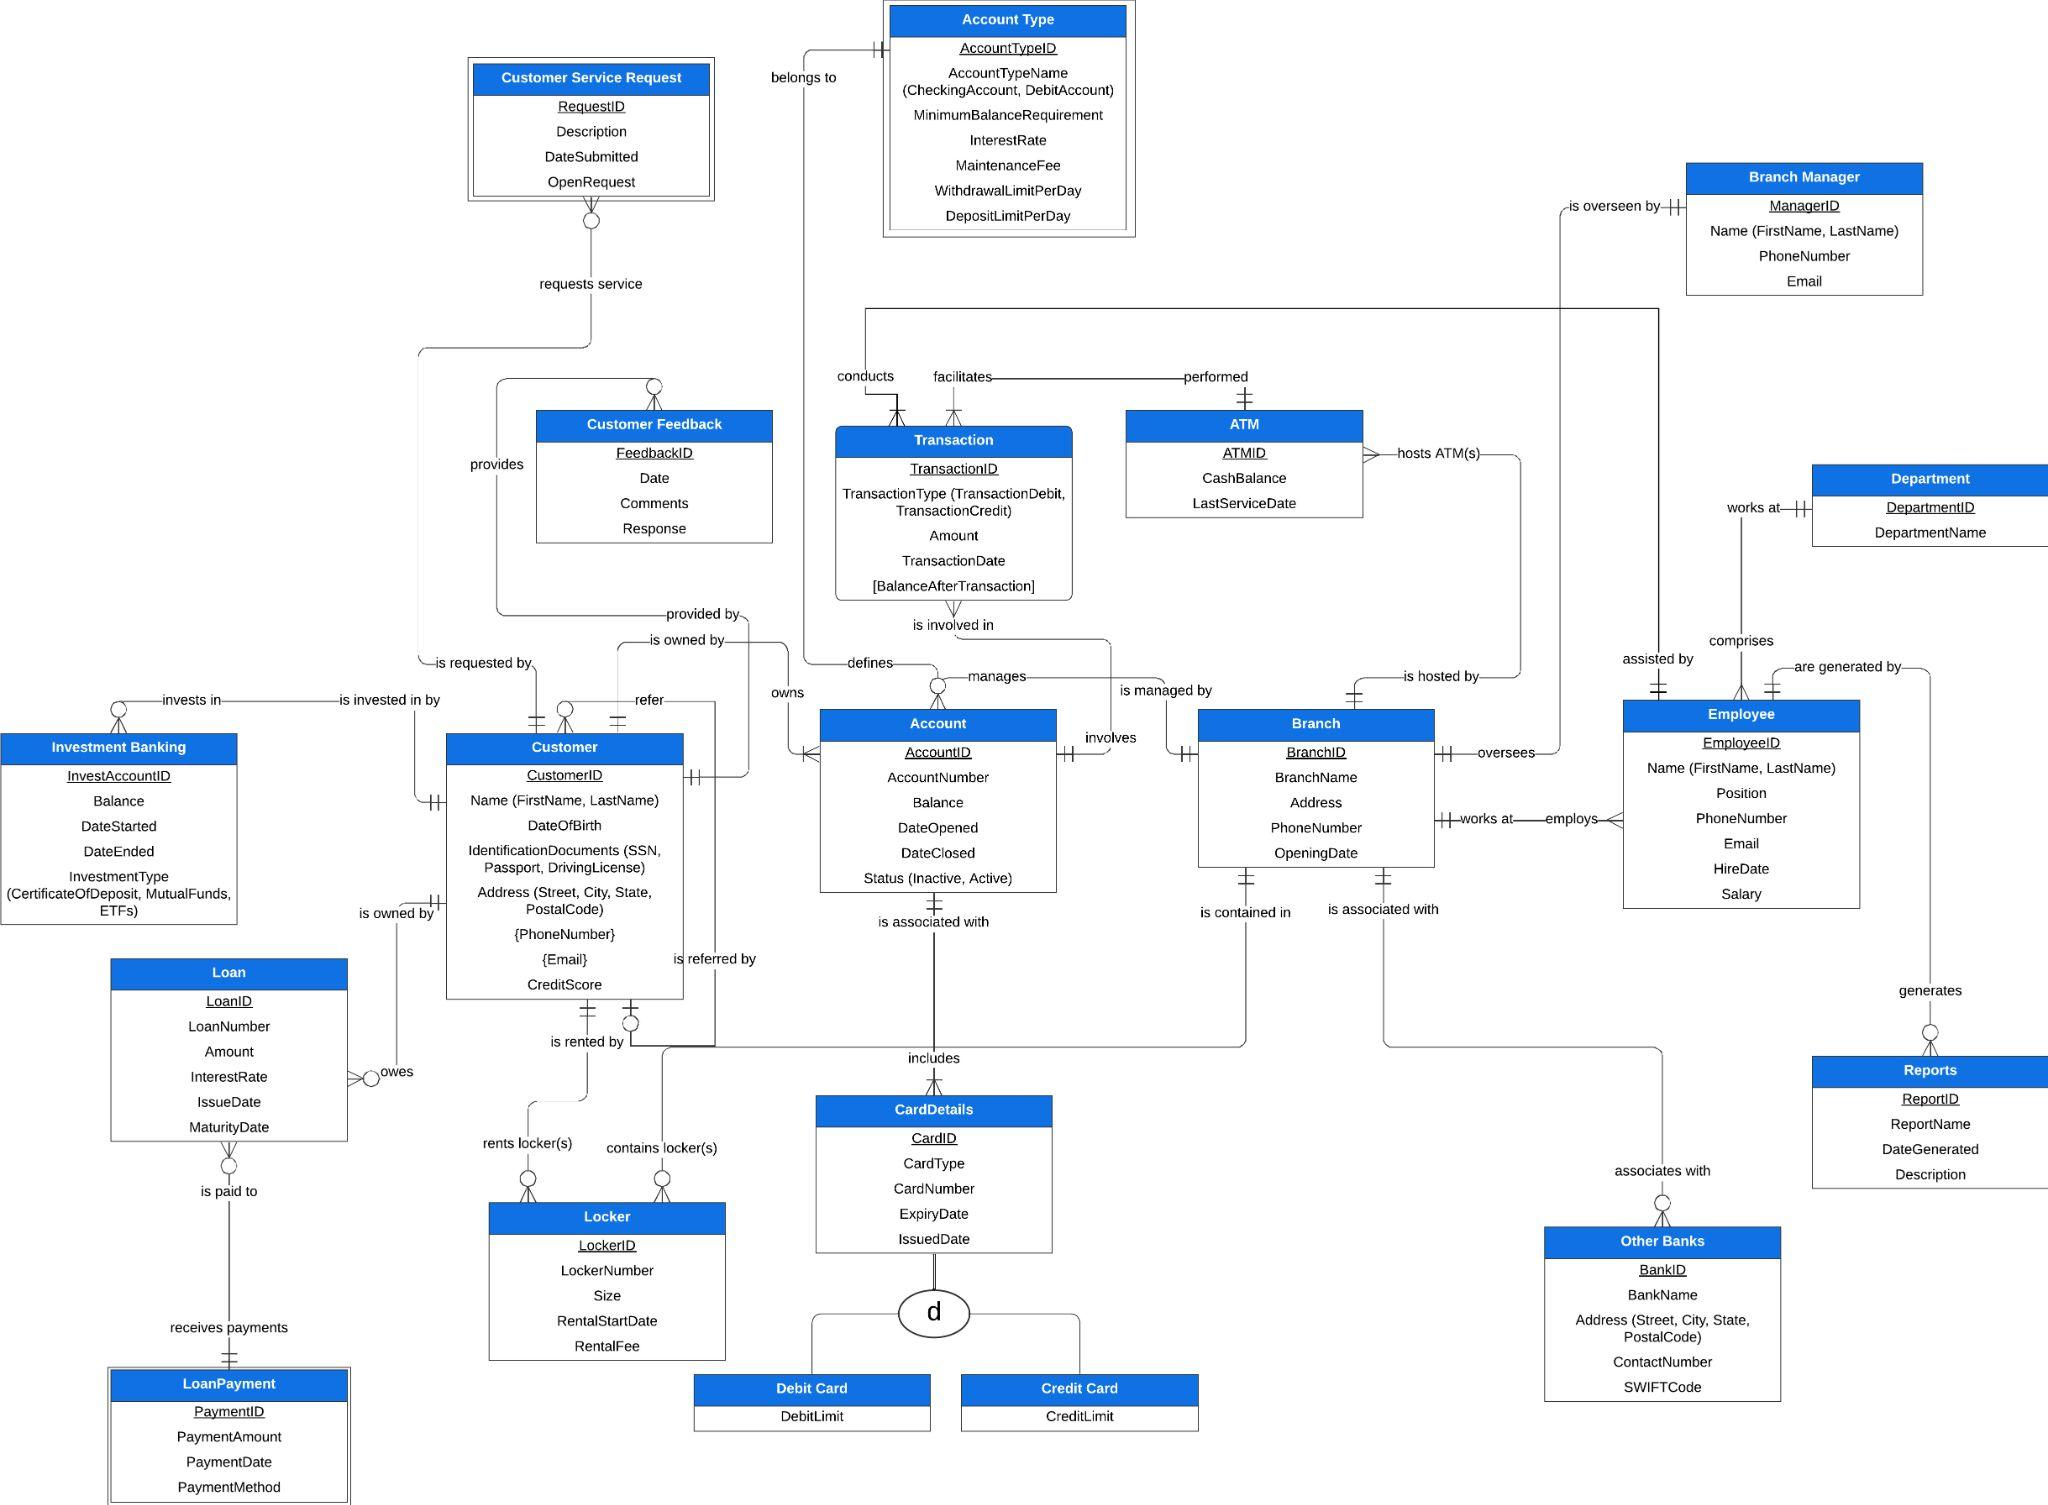 Account Type
AccountTypeID
AccountTypeName
(CheckingAccount, DebitAccount)
MinimumBalanceRequirement
InterestRate
MaintenanceFee
WithdrawalLimitPerDay
DepositLimitPerDay
belongs to
Customer Service Request
RequestID
Description
DateSubmitted
OpenRequest
requests service
Branch Manager
ManagerID
Name (FirstName, LastName)
PhoneNumber
Email
is overseen by
conducts
facilitates
performed
Customer Feedback
FeedbackID
Date
Comments
Response
provides
provided by
Transaction
TransactionID
TransactionType (TransactionDebit,
TransactionCredit)
Amount
TransactionDate
[BalanceAfterTransaction]
is involved in
ATM
ATMID
CashBalance
LastServiceDate
hosts ATM(s)
Department
DepartmentID
DepartmentName
works at
comprises
assisted by
are generated by
is owned by
is requested by
defines
manages
is managed by
is hosted by
owns
refer
invests in
is invested in by
involves
Investment Banking
InvestAccountID
Balance
DateStarted
DateEnded
InvestmentType
(CertificateOfDeposit, MutualFunds,
ETFs)
Customer
CustomerID
Name (FirstName, LastName)
DateOfBirth
IdentificationDocuments (SSN,
Passport, DrivingLicense)
Address (Street, City, State,
PostalCode)
{PhoneNumber}
{Email}
CreditScore
Account
AccountID
AccountNumber
Balance
DateOpened
DateClosed
Status (Inactive, Active)
Branch
BranchID
BranchName
Address
PhoneNumber
OpeningDate
oversees
works at
employs
Employee
EmployeeID
Name (FirstName, LastName)
Position
PhoneNumber
Email
HireDate
Salary
is owned by
is referred by
is associated with
is contained in
is associated with
generates
Loan
LoanID
LoanNumber
Amount
InterestRate
IssueDate
MaturityDate
owes
is rented by
includes
rents locker(s)
contains locker(s)
CardDetails
CardID
CardType
CardNumber
ExpiryDate
IssuedDate
Reports
ReportID
ReportName
DateGenerated
Description
associates with
is paid to
receives payments
Locker
LockerID
LockerNumber
Size
RentalStartDate
RentalFee
d
Other Banks
BankID
BankName
Address (Street, City, State,
PostalCode)
ContactNumber
SWIFTCode
LoanPayment
PaymentID
PaymentAmount
PaymentDate
PaymentMethod
Debit Card
DebitLimit
Credit Card
CreditLimit